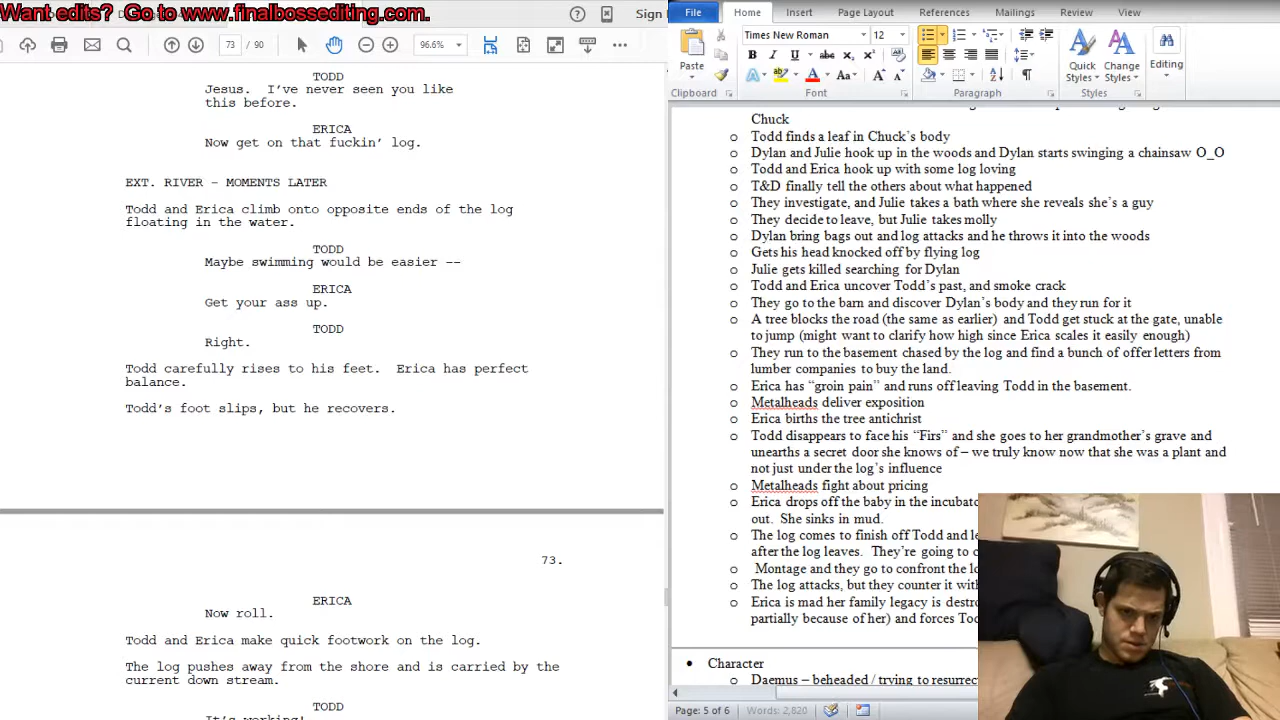 Want edits?  Go to www.finalbossediting.com.
Sign
73
96.6%
TODD
Jesus.  I've never seen you like
this before.
ERICA
Now get on that fuckin' log.
EXT. RIVER - MOMENTS LATER
Todd and Erica climb onto opposite ends of the log
floating in the water.
TODD
Maybe swimming would be easier --
ERICA
Get your ass up.
TODD
Right.
Todd carefully rises to his feet.  Erica has perfect
balance.
Todd's foot slips, but he recovers.
73.
ERICA
Now roll.
Todd and Erica make quick footwork on the log.
The log pushes away from the shore and is carried by the
current down stream.
TODD
It's working!
File Home Insert Page Layout References Mailings Review View
Paste
Times New Roman 12
B I U
Aa A A
Quick Styles
Change Styles
Editing
Clipboard Font Paragraph Styles
Chuck
o Todd finds a leaf in Chuck's body
o Dylan and Julie hook up in the woods and Dylan starts swinging a chainsaw O_O
o Todd and Erica hook up with some log loving
o T&D finally tell the others about what happened
o They investigate, and Julie takes a bath where she reveals she's a guy
o They decide to leave, but Julie takes molly
o Dylan bring bags out and log attacks and he throws it into the woods
o Gets his head knocked off by flying log
o Julie gets killed searching for Dylan
o Todd and Erica uncover Todd's past, and smoke crack
o They go to the barn and discover Dylan's body and they run for it
o A tree blocks the road (the same as earlier) and Todd get stuck at the gate, unable
to jump (might want to clarify how high since Erica scales it easily enough)
o They run to the basement chased by the log and find a bunch of offer letters from
lumber companies to buy the land.
o Erica has "groin pain" and runs off leaving Todd in the basement.
o Metalheads deliver exposition
o Erica births the tree antichrist
o Todd disappears to face his "Firs" and she goes to her grandmother's grave and
unearths a secret door she knows of – we truly know now that she was a plant and
not just under the log's influence
o Metalheads fight about pricing
o Erica drops off the baby in the incubat
out.  She sinks in mud.
o The log comes to finish off Todd and le
after the log leaves.  They're going to c
o Montage and they go to confront the lo
o The log attacks, but they counter it with
o Erica is mad her family legacy is destro
partially because of her) and forces Tod
• Character
o Daemus – beheaded / trying to resurrec
Page: 5 of 6 Words: 2,820